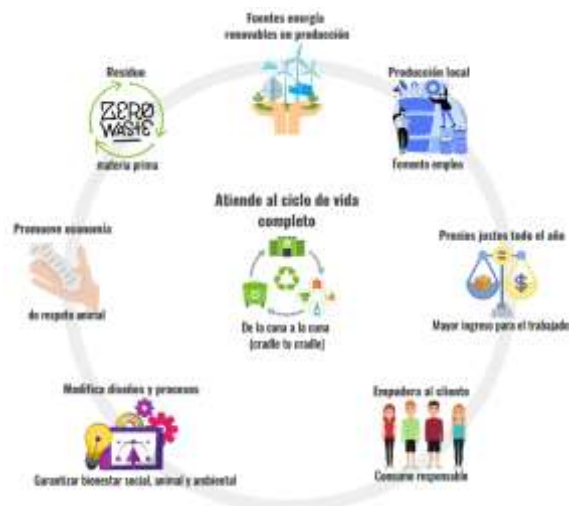 Fuentes energía
renovables en producción
Producción local
Fomento empleo
Precios justos todo el año
Mayor ingreso para el trabajador
Empodera al cliente
Consumo responsable
Modifica diseños y procesos
Garantizar bienestar social, animal y ambiental
Promueve economía
de respeto animal
Residuo
ZERO
WASTE
materia prima
Atiende al ciclo de vida
completo
De la cuna a la cuna
(cradle to cradle)